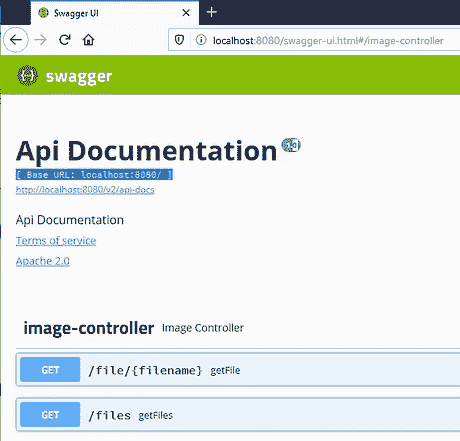 Swagger UI
localhost:8080/swagger-ui.html#/image-controller
swagger
Api Documentation
[ Base URL: localhost:8080/ ]
http://localhost:8080/v2/api-docs
Api Documentation
Terms of service
Apache 2.0
image-controller Image Controller
GET /file/{filename} getFile
GET /files getFiles